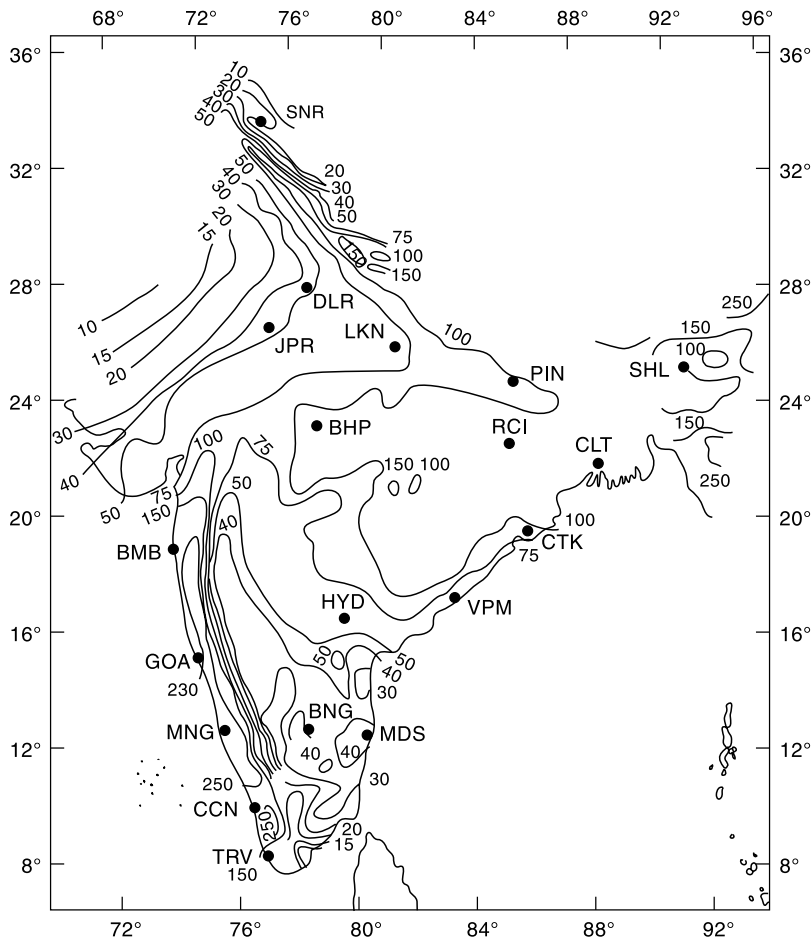 68° 72° 76° 80° 84° 88° 92° 96°
36° 36°
10
20
30
40
50
SNR
32° 32°
50
40
30
20
15
20
30
40
50
75
100
150
150
28° 28°
DLR
JPR
LKN
10
15
20
100
PIN
SHL
250
150
100
24° 24°
30
40
50
75
150
100
75
BHP
RCI
CLT
150
250
150 100
20° 20°
50
40
BMB
100
CTK
75
HYD
VPM
16° 16°
GOA
230
50
50
40
30
MNG
BNG
MDS
40
40
12° 12°
250
30
CCN
250
20
15
TRV
150
8° 8°
72° 76° 80° 84° 88° 92°